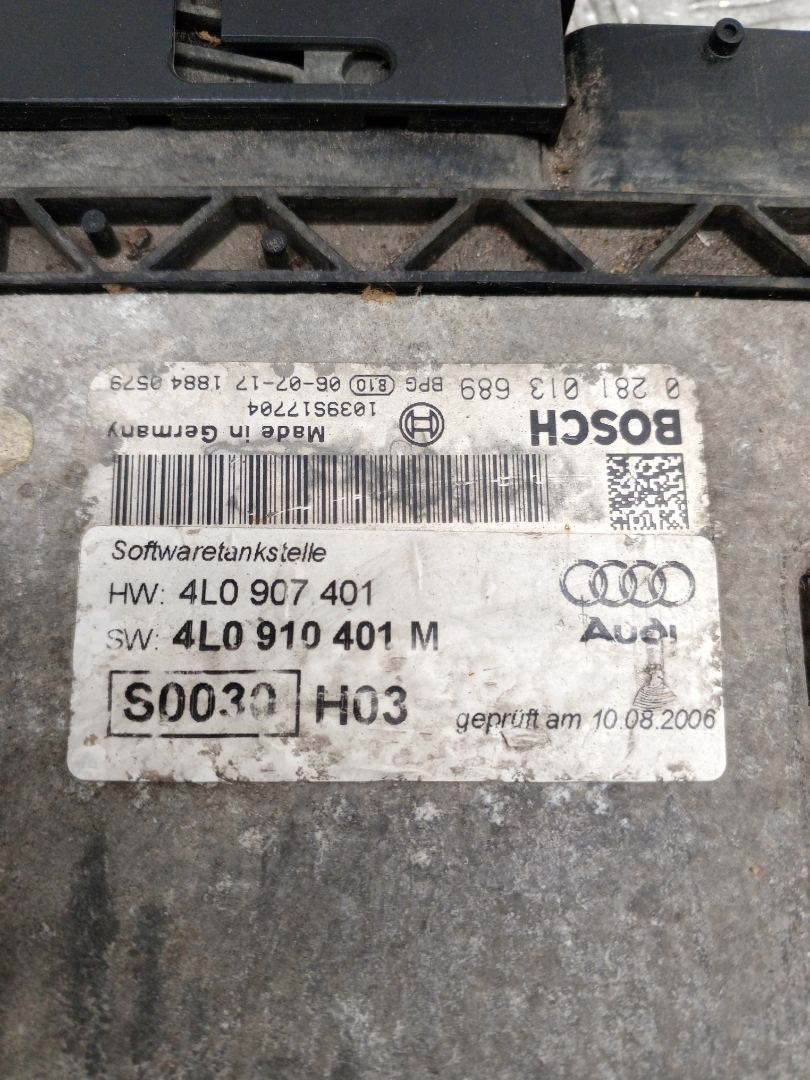 BOSCH
0 281 013 689 BPG 810 06-07-17 1884 0579
1039S17704
Made in Germany
Softwaretankstelle
HW: 4L0 907 401
SW: 4L0 910 401 M
Audi
S0030 H03
geprüft am 10.08.2006